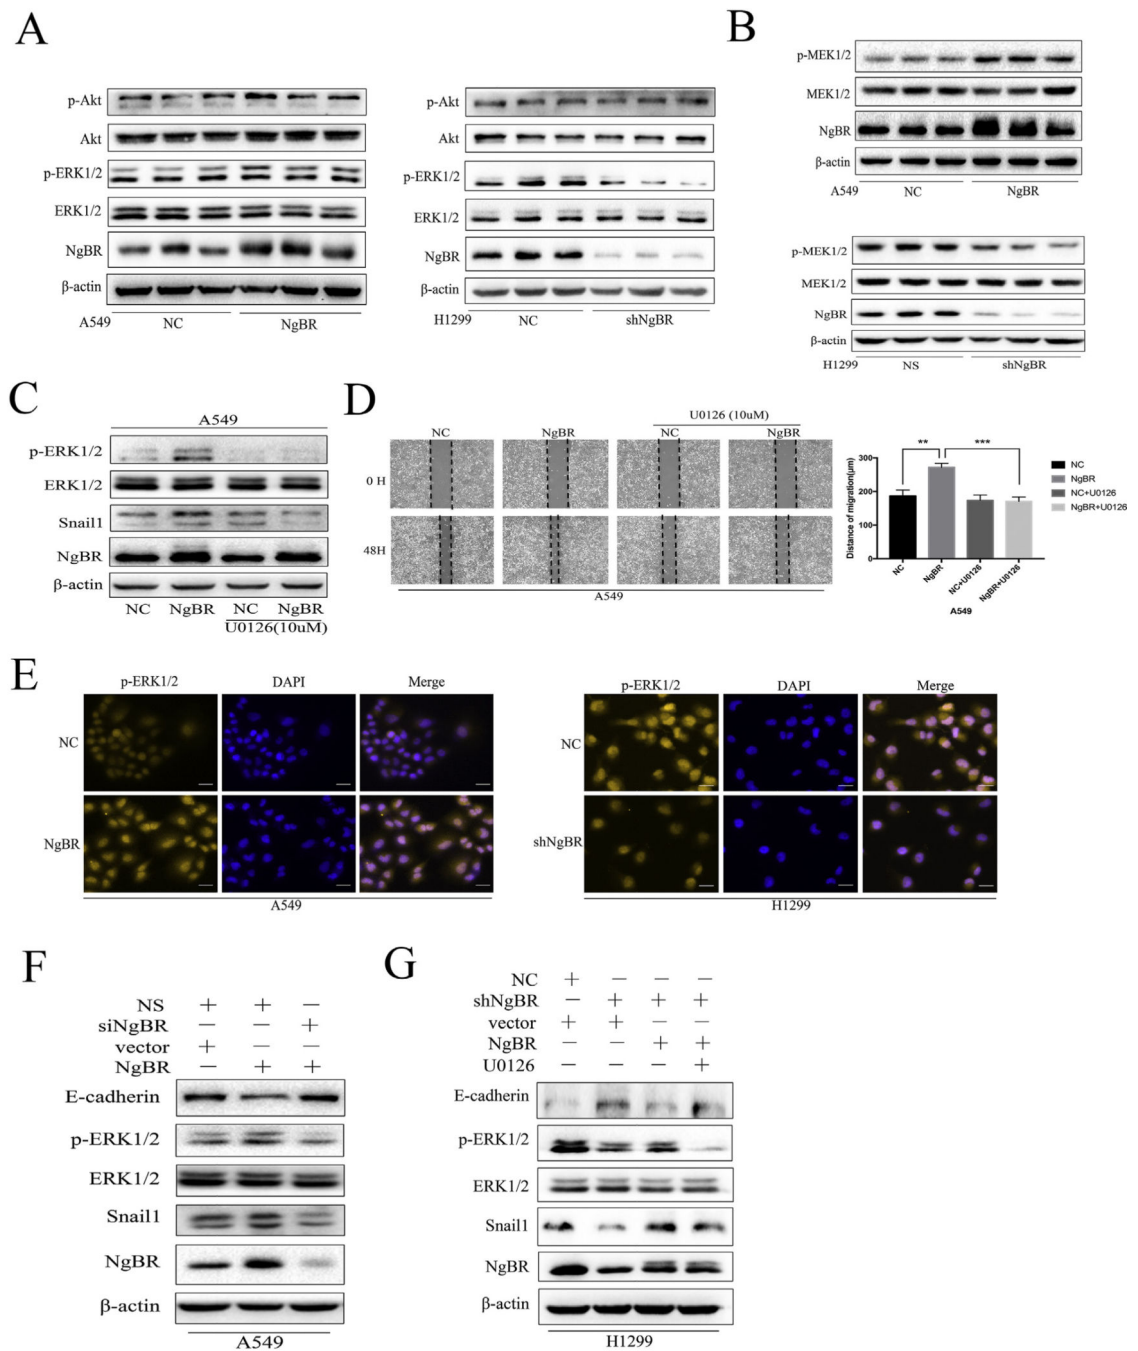 A
p-Akt
Akt
p-ERK1/2
ERK1/2
NgBR
β-actin
A549 NC NgBR
p-Akt
Akt
p-ERK1/2
ERK1/2
NgBR
β-actin
H1299 NC shNgBR
B
p-MEK1/2
MEK1/2
NgBR
β-actin
A549 NC NgBR
p-MEK1/2
MEK1/2
NgBR
β-actin
H1299 NS shNgBR
C
A549
p-ERK1/2
ERK1/2
Snail1
NgBR
β-actin
NC NgBR NC NgBR
U0126(10uM)
D
U0126 (10uM)
NC NgBR NC NgBR
0 H
48H
A549
Distance of migration(μm)
300
200
100
0
** ***
NC
NgBR
NC+U0126
NgBR+U0126
NC
NgBR
NC+U0126
NgBR+U0126
A549
E
p-ERK1/2 DAPI Merge
NC
NgBR
A549
p-ERK1/2 DAPI Merge
NC
shNgBR
H1299
F
NS + + —
siNgBR — — +
vector + — —
NgBR — + +
E-cadherin
p-ERK1/2
ERK1/2
Snail1
NgBR
β-actin
A549
G
NC + — — —
shNgBR — + + +
vector + + — —
NgBR — — + +
U0126 — — — +
E-cadherin
p-ERK1/2
ERK1/2
Snail1
NgBR
β-actin
H1299